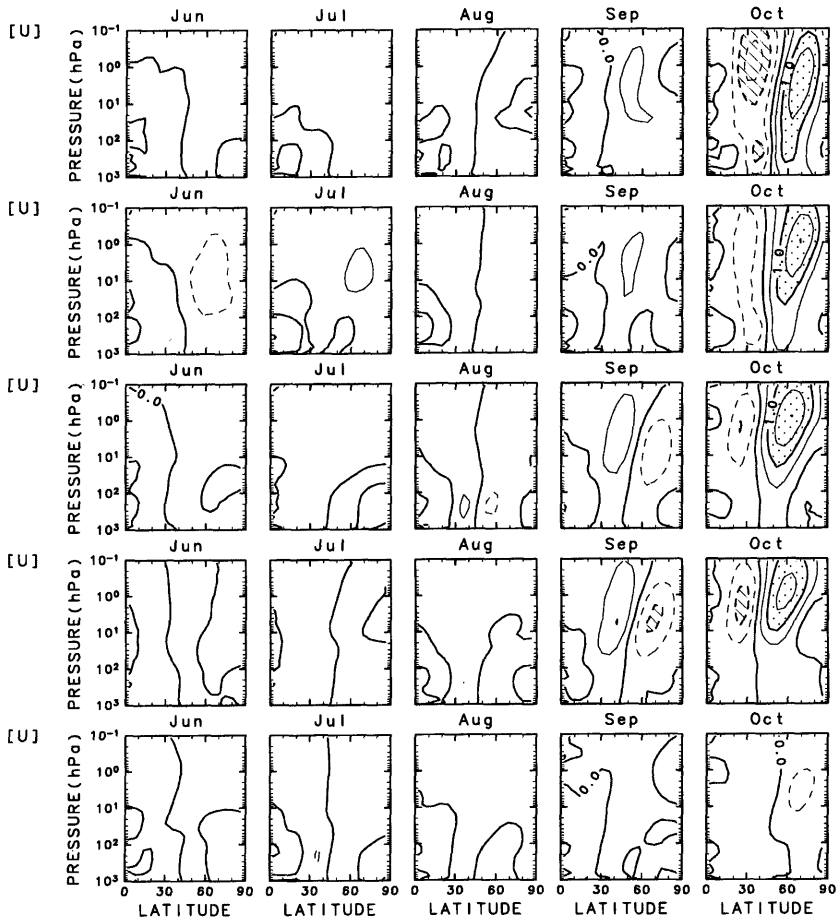 Jun Jul Aug Sep Oct
[U] PRESSURE(hPa) 10⁻¹ 10⁰ 10¹ 10² 10³ 0.0 1.0
Jun Jul Aug Sep Oct
[U] PRESSURE(hPa) 10⁻¹ 10⁰ 10¹ 10² 10³ 0.0 1.0
Jun Jul Aug Sep Oct
[U] PRESSURE(hPa) 10⁻¹ 10⁰ 10¹ 10² 10³ 0.0 1.0
Jun Jul Aug Sep Oct
[U] PRESSURE(hPa) 10⁻¹ 10⁰ 10¹ 10² 10³
Jun Jul Aug Sep Oct
[U] PRESSURE(hPa) 10⁻¹ 10⁰ 10¹ 10² 10³ 0.0 0.0
0 30 60 90 0 30 60 90 0 30 60 90 0 30 60 90 0 30 60 90
LATITUDE LATITUDE LATITUDE LATITUDE LATITUDE